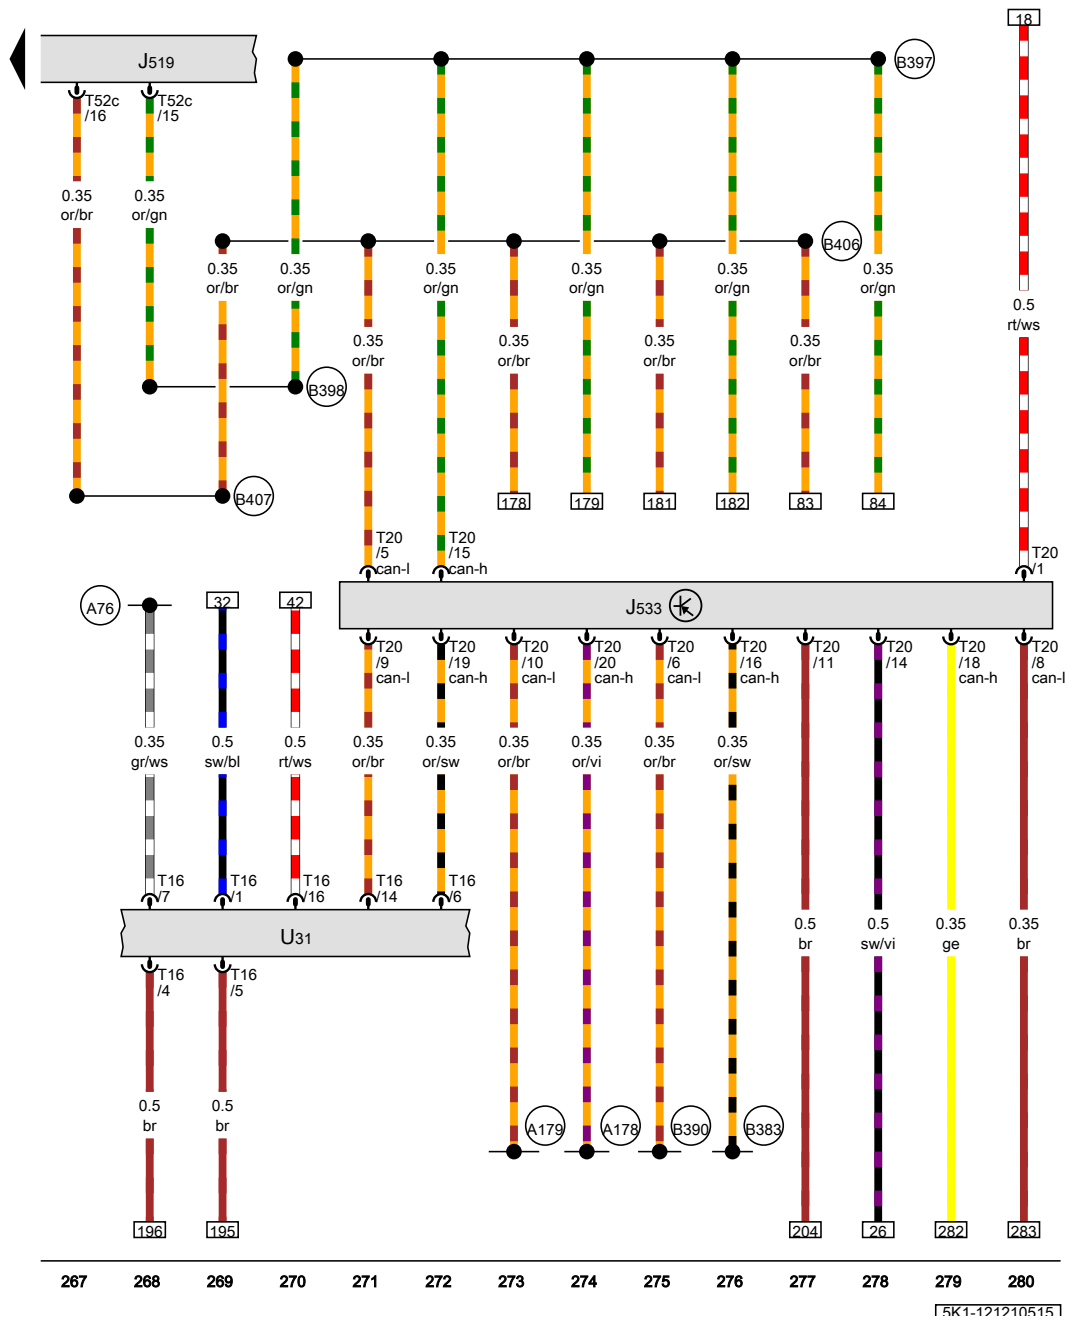 18
J519
B397
T52c
/16
T52c
/15
0.35
or/br
0.35
or/gn
B406
0.35
or/br
0.35
or/gn
0.35
or/gn
0.35
or/gn
0.35
or/gn
0.35
or/gn
0.5
rt/ws
0.35
or/br
0.35
or/br
0.35
or/br
0.35
or/br
B398
B407
178
179
181
182
83
84
T20
/5
can-l
T20
/15
can-h
T20
/1
A76
32
42
J533
T20
/9
can-l
T20
/19
can-h
T20
/10
can-l
T20
/20
can-h
T20
/6
can-l
T20
/16
can-h
T20
/11
T20
/14
T20
/18
can-h
T20
/8
can-l
0.35
gr/ws
0.5
sw/bl
0.5
rt/ws
0.35
or/br
0.35
or/sw
0.35
or/br
0.35
or/vi
0.35
or/br
0.35
or/sw
T16
/7
T16
/1
T16
/16
T16
/14
T16
/6
U31
0.5
br
0.5
sw/vi
0.35
ge
0.35
br
T16
/4
T16
/5
0.5
br
0.5
br
A179
A178
B390
B383
196
195
204
26
282
283
267 268 269 270 271 272 273 274 275 276 277 278 279 280
5K1-121210515